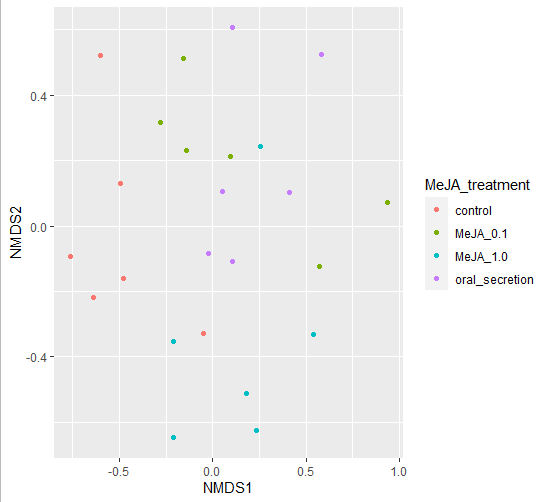 0.4
0.0
-0.4
NMDS2
-0.5
0.0
0.5
1.0
NMDS1
MeJA_treatment
control
MeJA_0.1
MeJA_1.0
oral_secretion